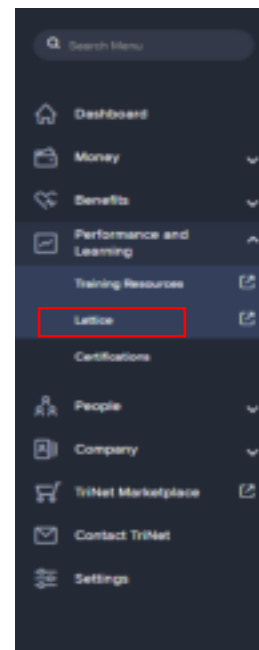 Search Menu
Dashboard
Money
Benefits
Performance and
Learning
Training Resources
Lattice
Certifications
People
Company
TriNet Marketplace
Contact TriNet
Settings